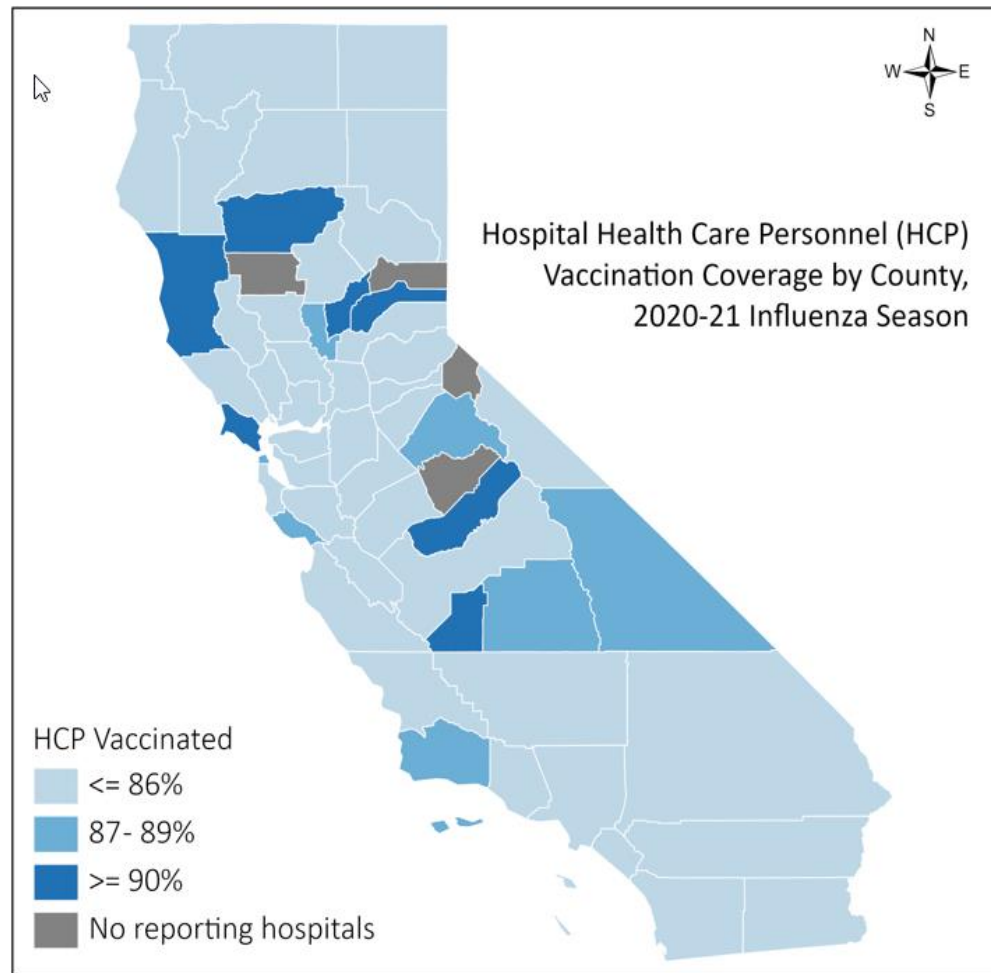 N
W E
S
Hospital Health Care Personnel (HCP)
Vaccination Coverage by County,
2020-21 Influenza Season
HCP Vaccinated
<= 86%
87- 89%
>= 90%
No reporting hospitals